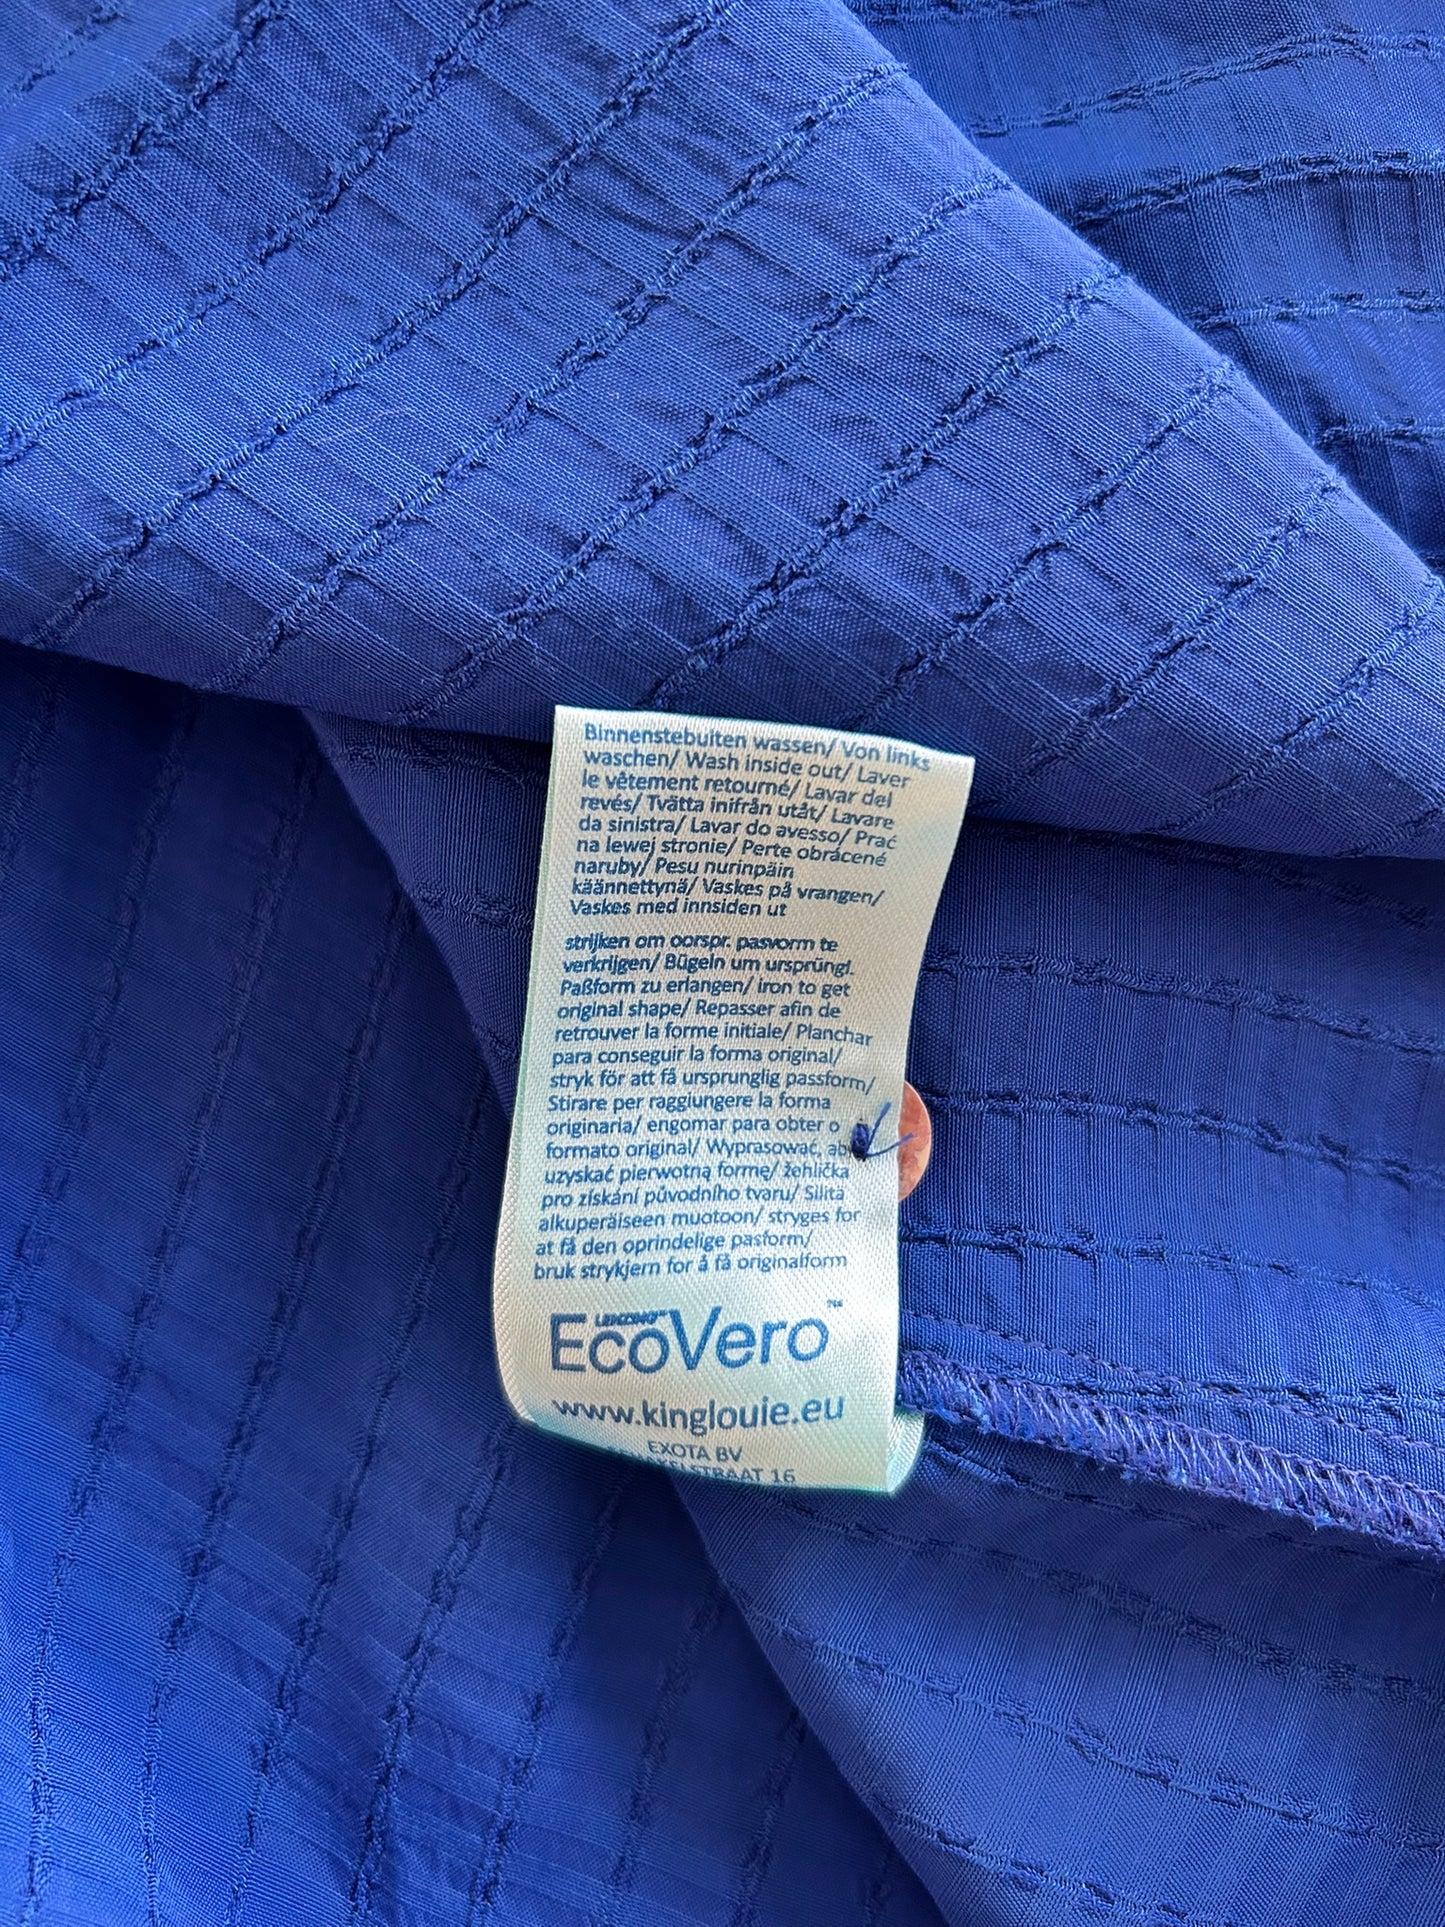 Binnenstebuiten wassen/ Von links
waschen/ Wash inside out/ Laver
le vêtement retourné/ Lavar del
revés/ Tvätta inifrån utåt/ Lavare
da sinistra/ Lavar do avesso/ Prać
na lewej stronie/ Perte obrácené
naruby/ Pesu nurinpäin
käännettynä/ Vaskes på vrangen/
Vaskes med innsiden ut
strijken om oorspr. pasvorm te
verkrijgen/ Bügeln um ursprüngl.
Paßform zu erlangen/ iron to get
original shape/ Repasser afin de
retrouver la forme initiale/ Planchar
para conseguir la forma original/
stryk för att få ursprunglig passform/
Stirare per raggiungere la forma
originaria/ engomar para obter o
formato original/ Wyprasować, ab
uzyskać pierwotną formę/ žehlička
pro získání původního tvaru/ Silitä
alkuperäiseen muotoon/ stryges for
at få den oprindelige pasform/
bruk strykjern for å få originalform
LENZING™
EcoVero™
www.kinglouie.eu
EXOTA BV
16